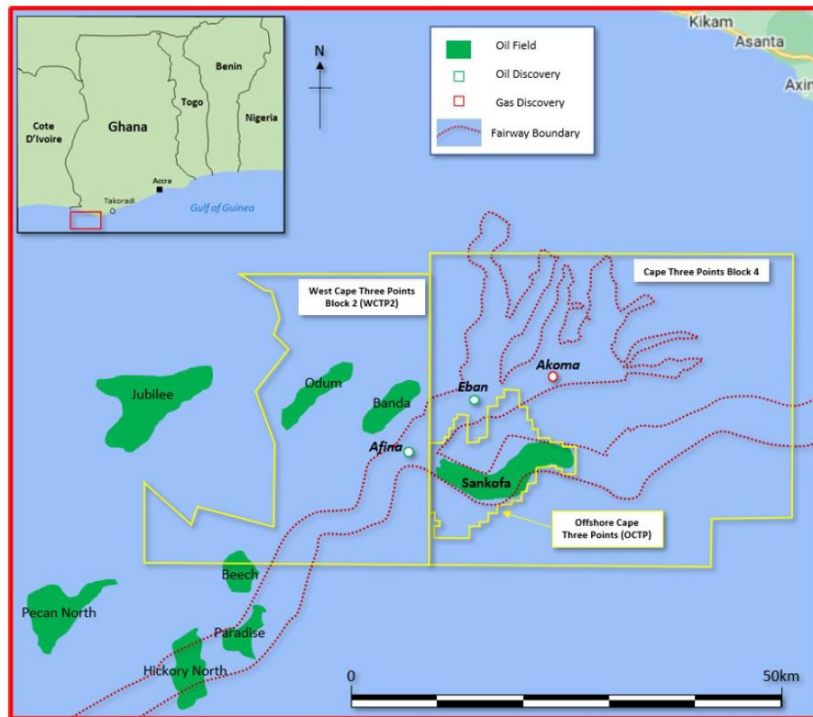 Kikam
Asanta
Axim
N
Oil Field
Oil Discovery
Gas Discovery
Fairway Boundary
Benin
Togo
Nigeria
Ghana
Cote
D'Ivoire
Accra
Takoradi
Gulf of Guinea
West Cape Three Points
Block 2 (WCTP2)
Cape Three Points Block 4
Jubilee
Odum
Banda
Eban
Akoma
Afina
Sankofa
Offshore Cape
Three Points (OCTP)
Beech
Pecan North
Paradise
Hickory North
0
50km